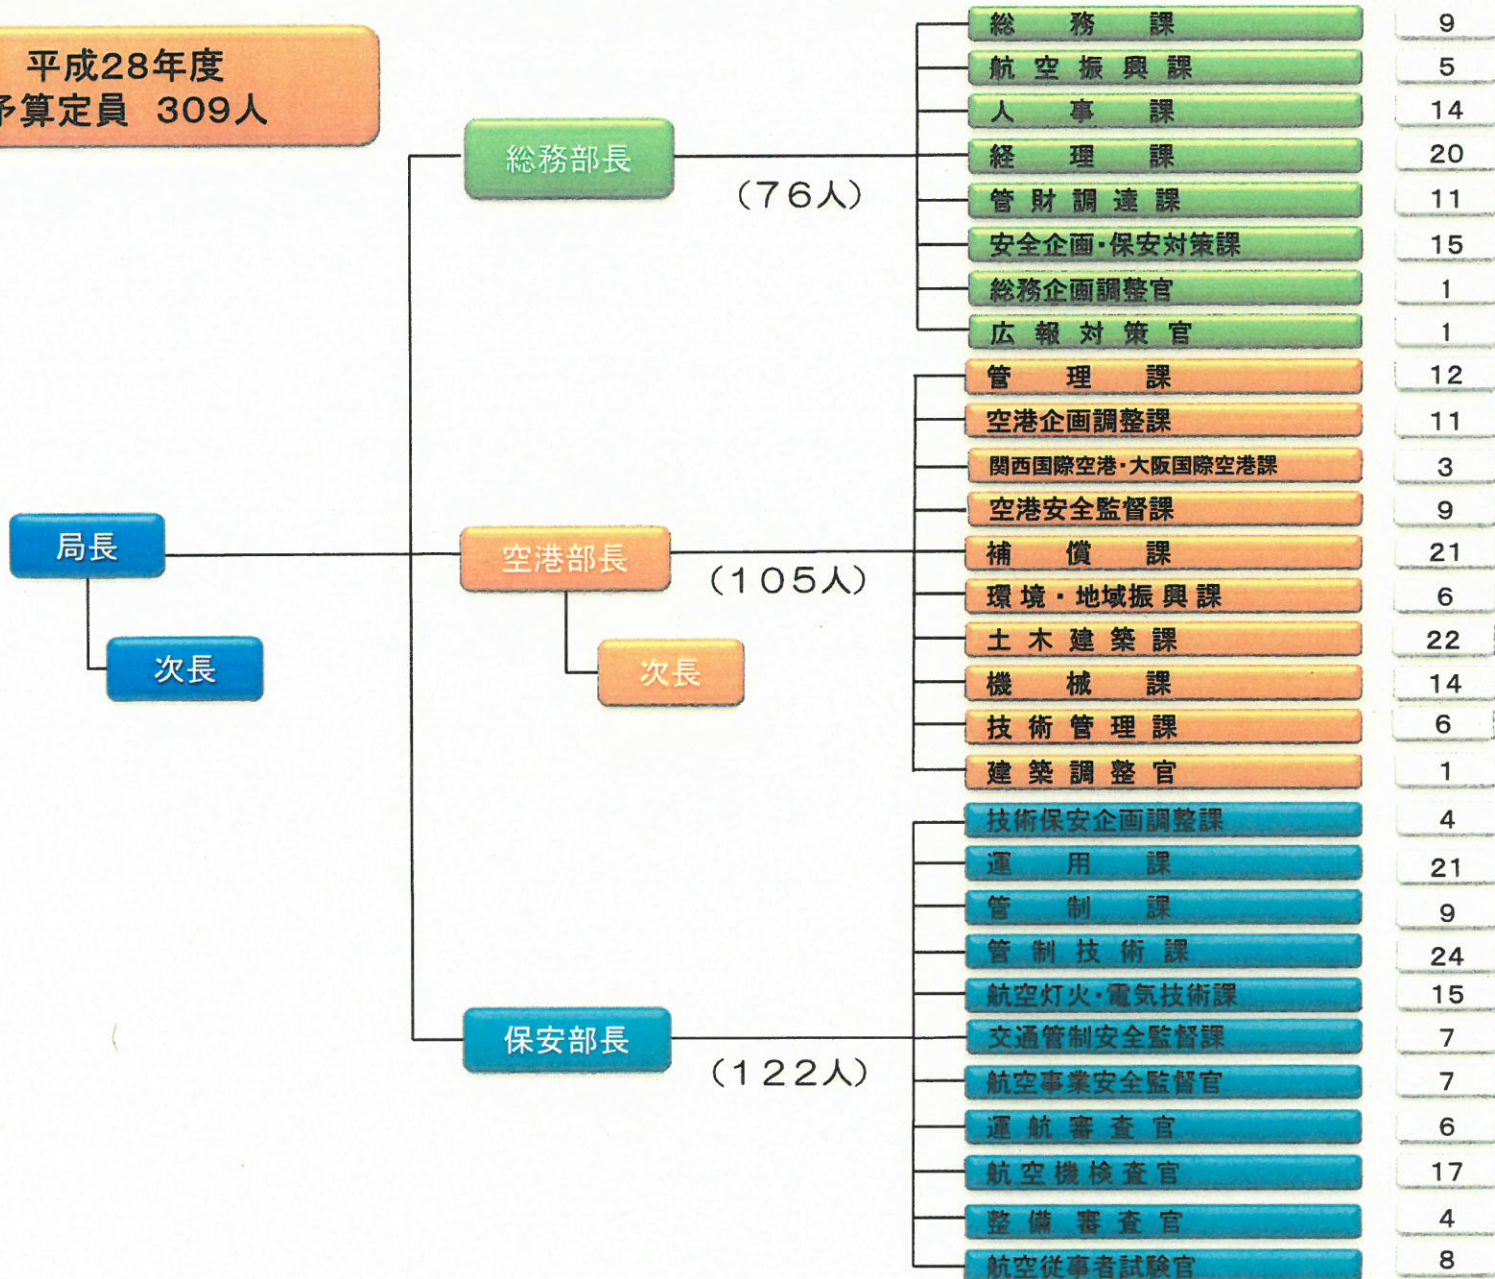 平成28年度
予算定員 309人
局長
次長
総務部長
(76人)
総務課 9
航空振興課 5
人事課 14
経理課 20
管財調達課 11
安全企画・保安対策課 15
総務企画調整官 1
広報対策官 1
空港部長
(105人)
次長
管理課 12
空港企画調整課 11
関西国際空港・大阪国際空港課 3
空港安全監督課 9
補償課 21
環境・地域振興課 6
土木建築課 22
機械課 14
技術管理課 6
建築調整官 1
保安部長
(122人)
技術保安企画調整課 4
運用課 21
管制課 9
管制技術課 24
航空灯火・電気技術課 15
交通管制安全監督課 7
航空事業安全監督官 7
運航審査官 6
航空機検査官 17
整備審査官 4
航空従事者試験官 8